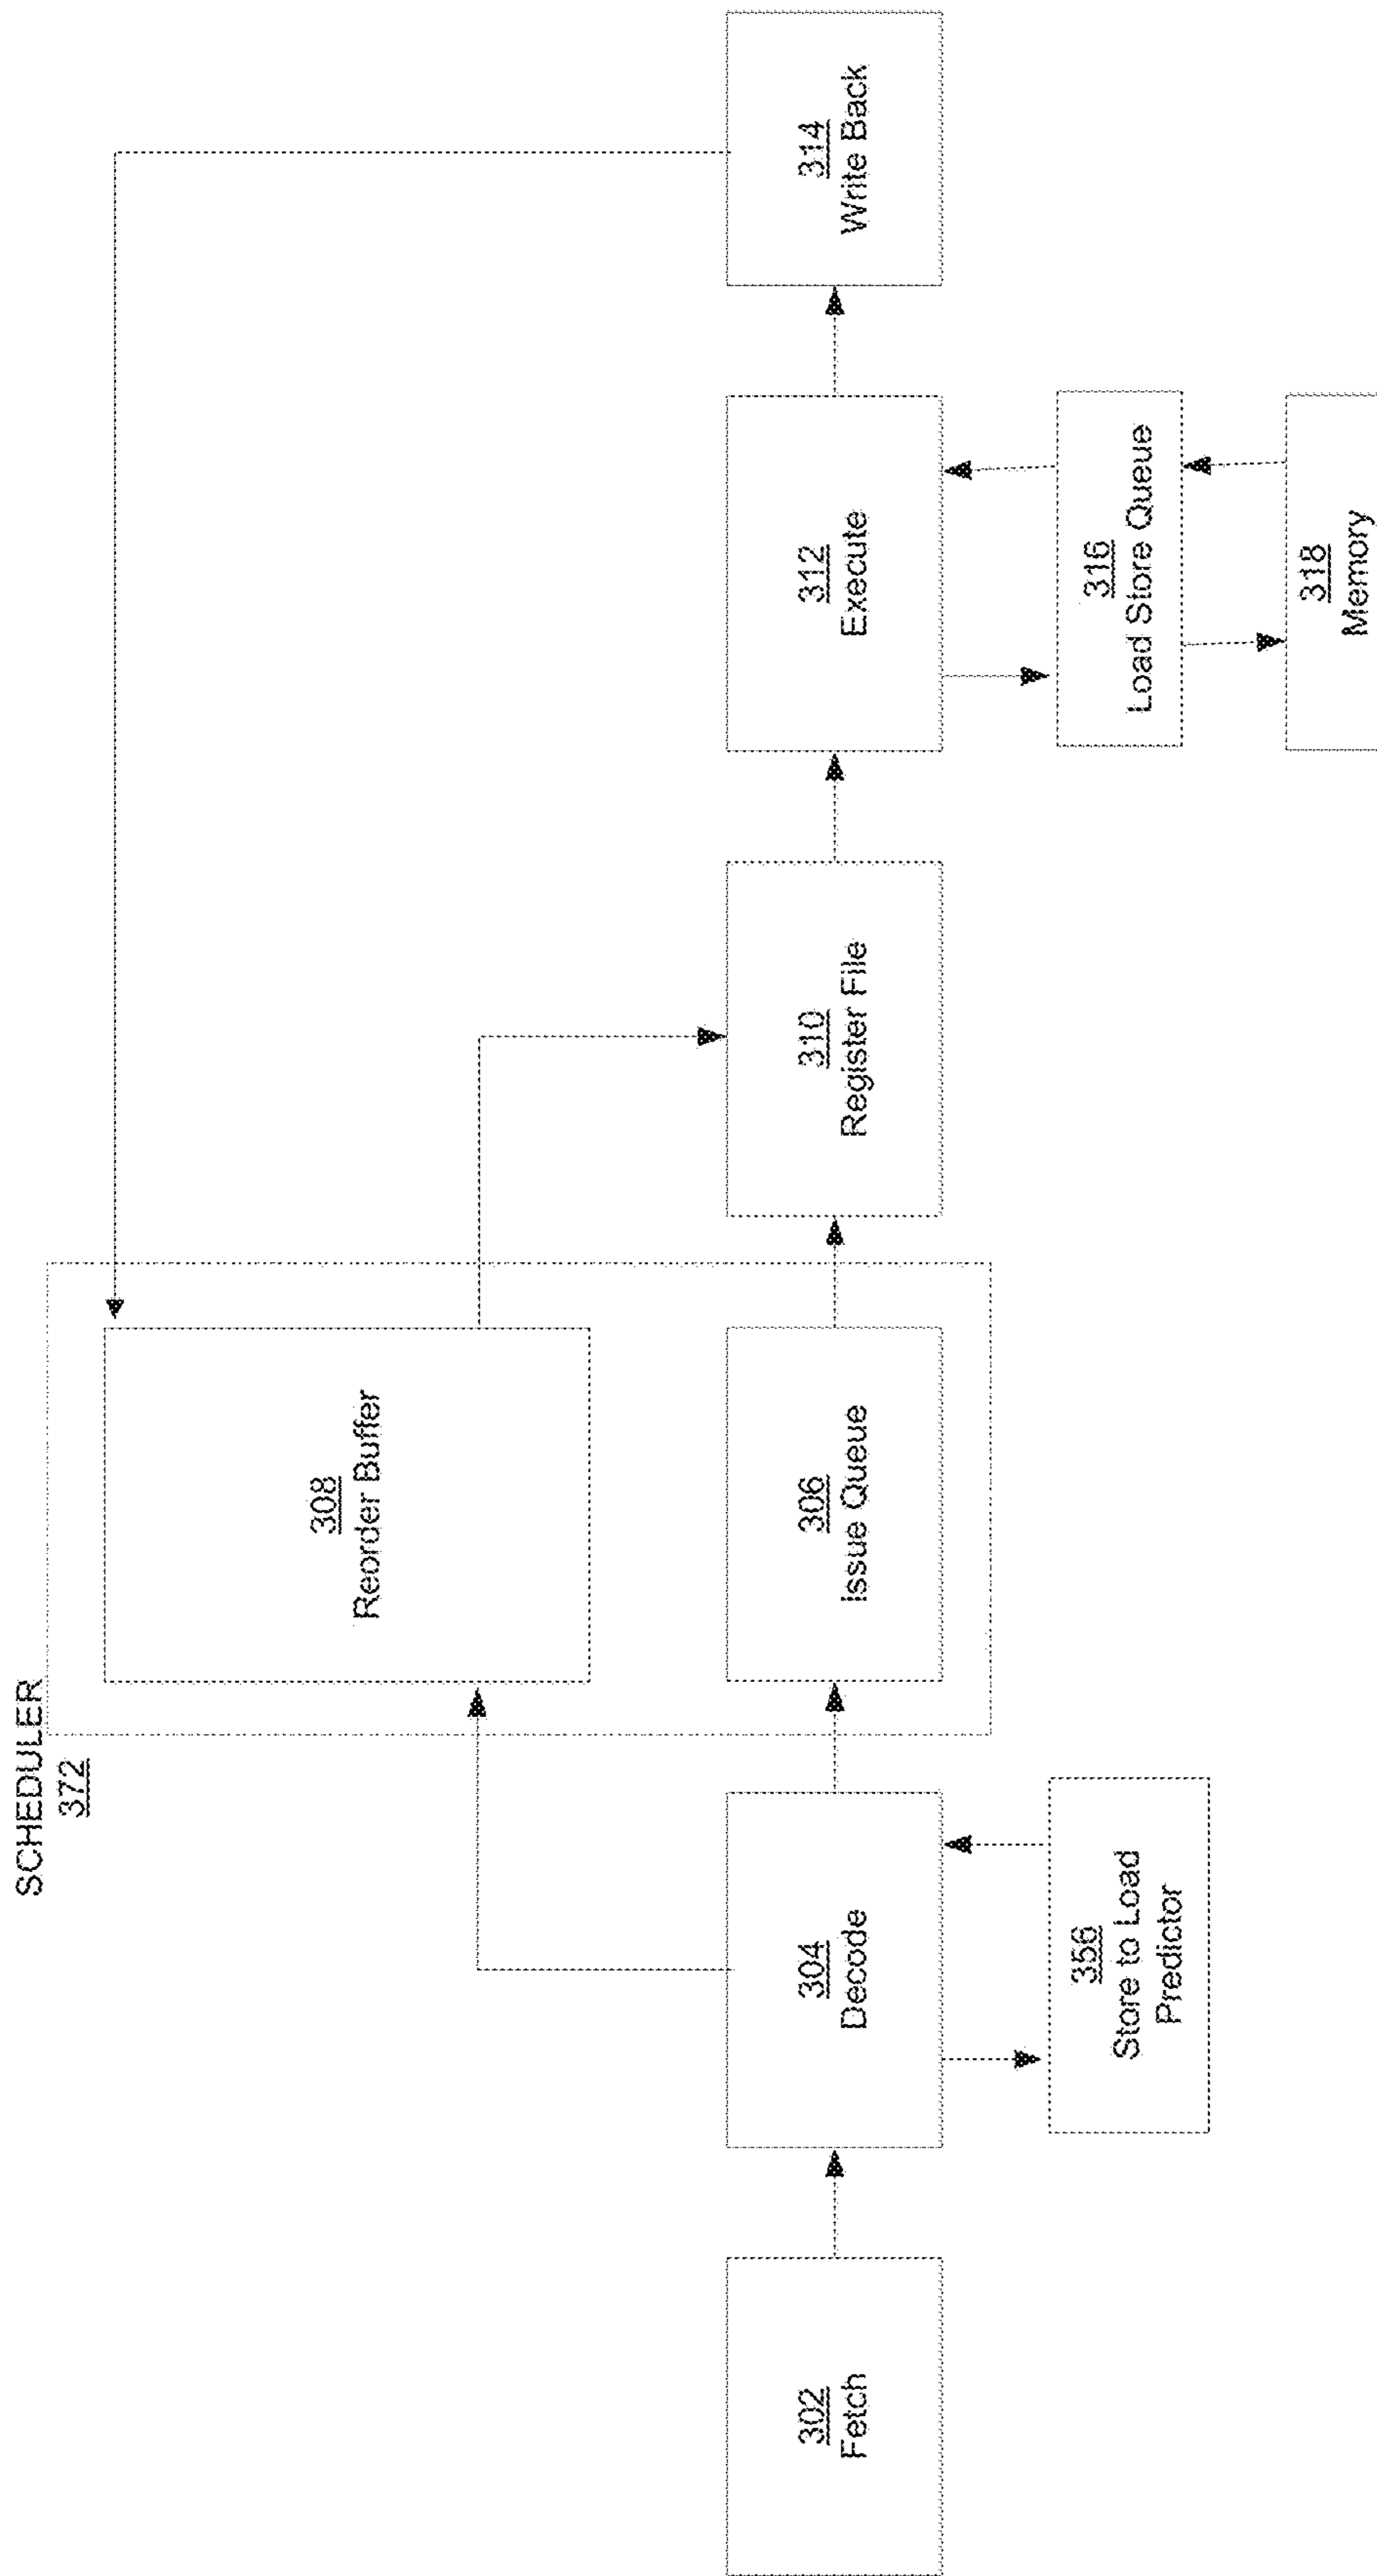 SCHEDULER
372
308
Reorder Buffer
302
Fetch
304
Decode
306
Issue Queue
310
Register File
312
Execute
314
Write Back
356
Store to Load
Predictor
316
Load Store Queue
318
Memory